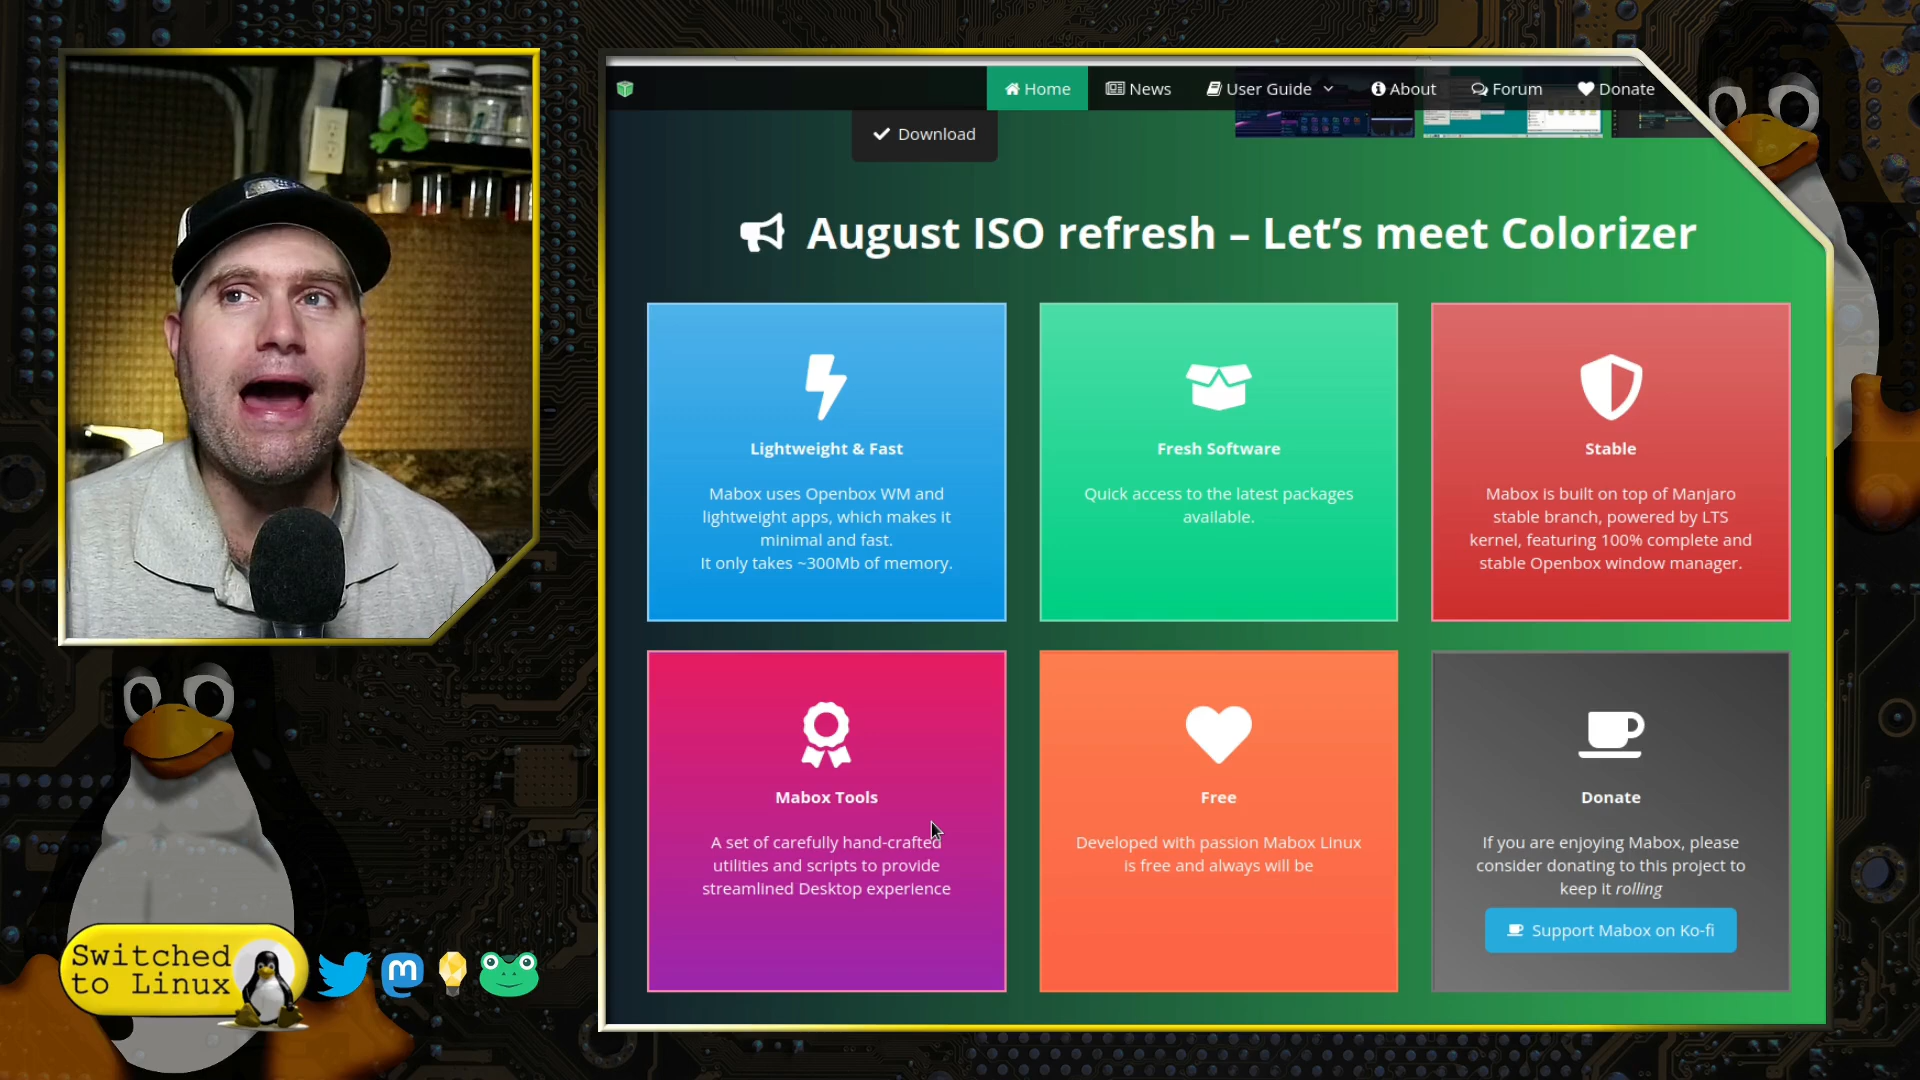 Home
News
User Guide
About
Forum
Donate
Download
August ISO refresh – Let's meet Colorizer
Lightweight & Fast
Mabox uses Openbox WM and
lightweight apps, which makes it
minimal and fast.
It only takes ~300Mb of memory.
Fresh Software
Quick access to the latest packages
available.
Stable
Mabox is built on top of Manjaro
stable branch, powered by LTS
kernel, featuring 100% complete and
stable Openbox window manager.
Mabox Tools
A set of carefully hand-crafted
utilities and scripts to provide
streamlined Desktop experience
Free
Developed with passion Mabox Linux
is free and always will be
Donate
If you are enjoying Mabox, please
consider donating to this project to
keep it rolling
Support Mabox on Ko-fi
Switched
to Linux